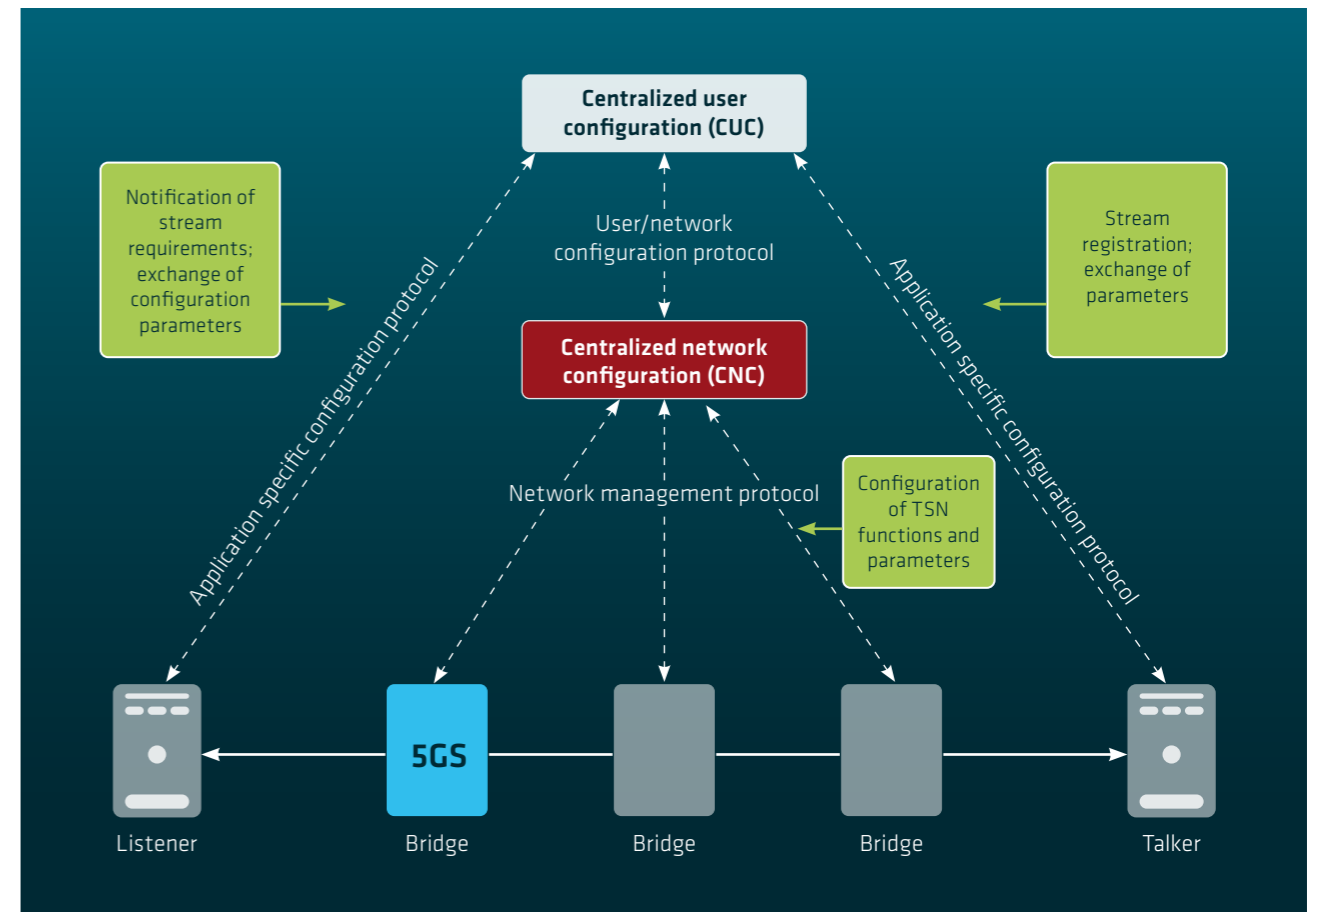 Centralized user
configuration (CUC)
Notification of
stream
requirements;
exchange of
configuration
parameters
User/network
configuration protocol
Stream
registration;
exchange of
parameters
Application specific configuration protocol
Application specific configuration protocol
Centralized network
configuration (CNC)
Network management protocol
Configuration
of TSN
functions and
parameters
5GS
Listener
Bridge
Bridge
Bridge
Talker